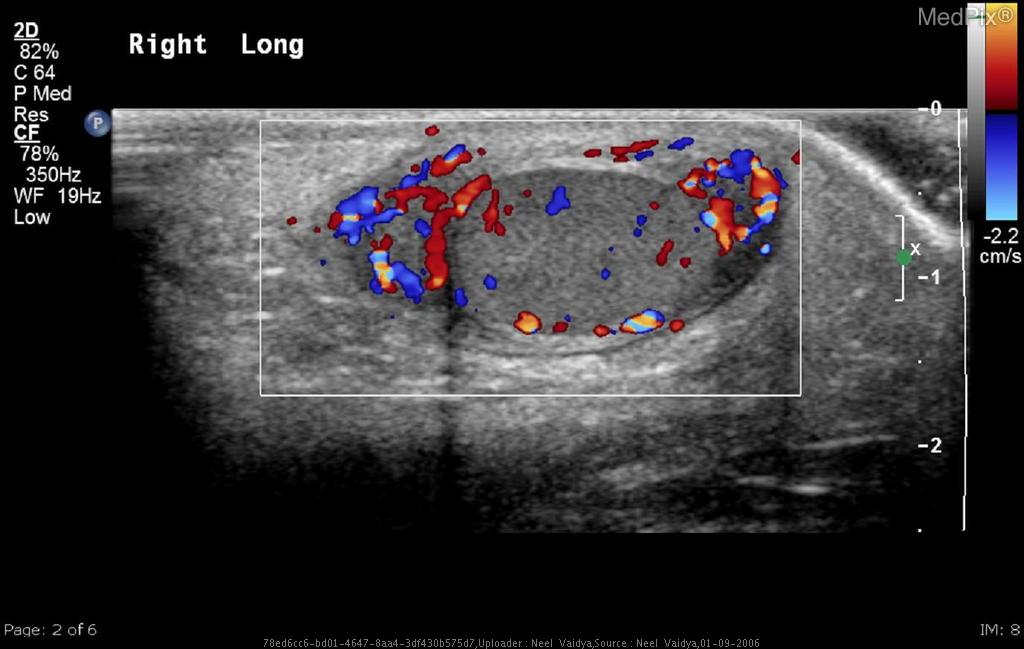 MedPix®
2D
82%
C 64
P Med
Res
CF
78%
350Hz
WF 19Hz
Low
Right Long
P
-0
x
-1
-2
-2.2
cm/s
Page: 2 of 6
IM: 8
78ed6cc6-bd01-4647-8aa4-3df430b575d7,Uploader : Neel Vaidya,Source : Neel Vaidya,01-09-2006